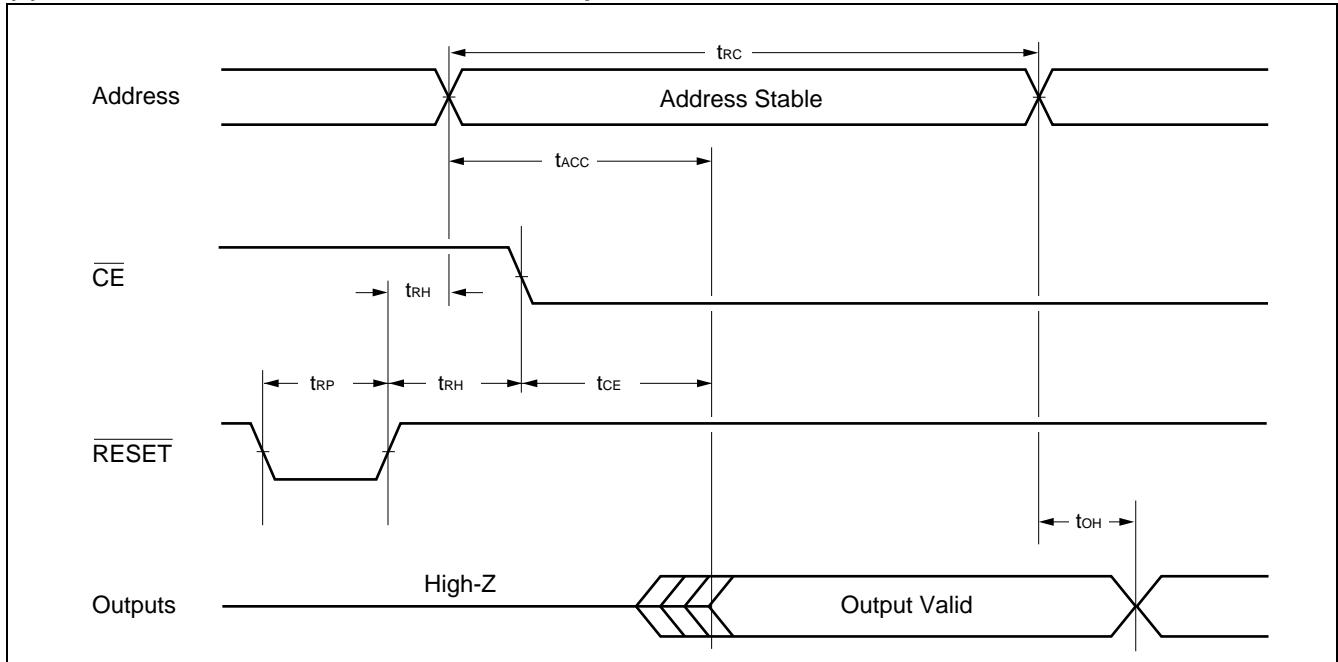 tRC
Address
Address Stable
tACC
CE
tRH
tRP
tRH
tCE
RESET
tOH
High-Z
Outputs
Output Valid